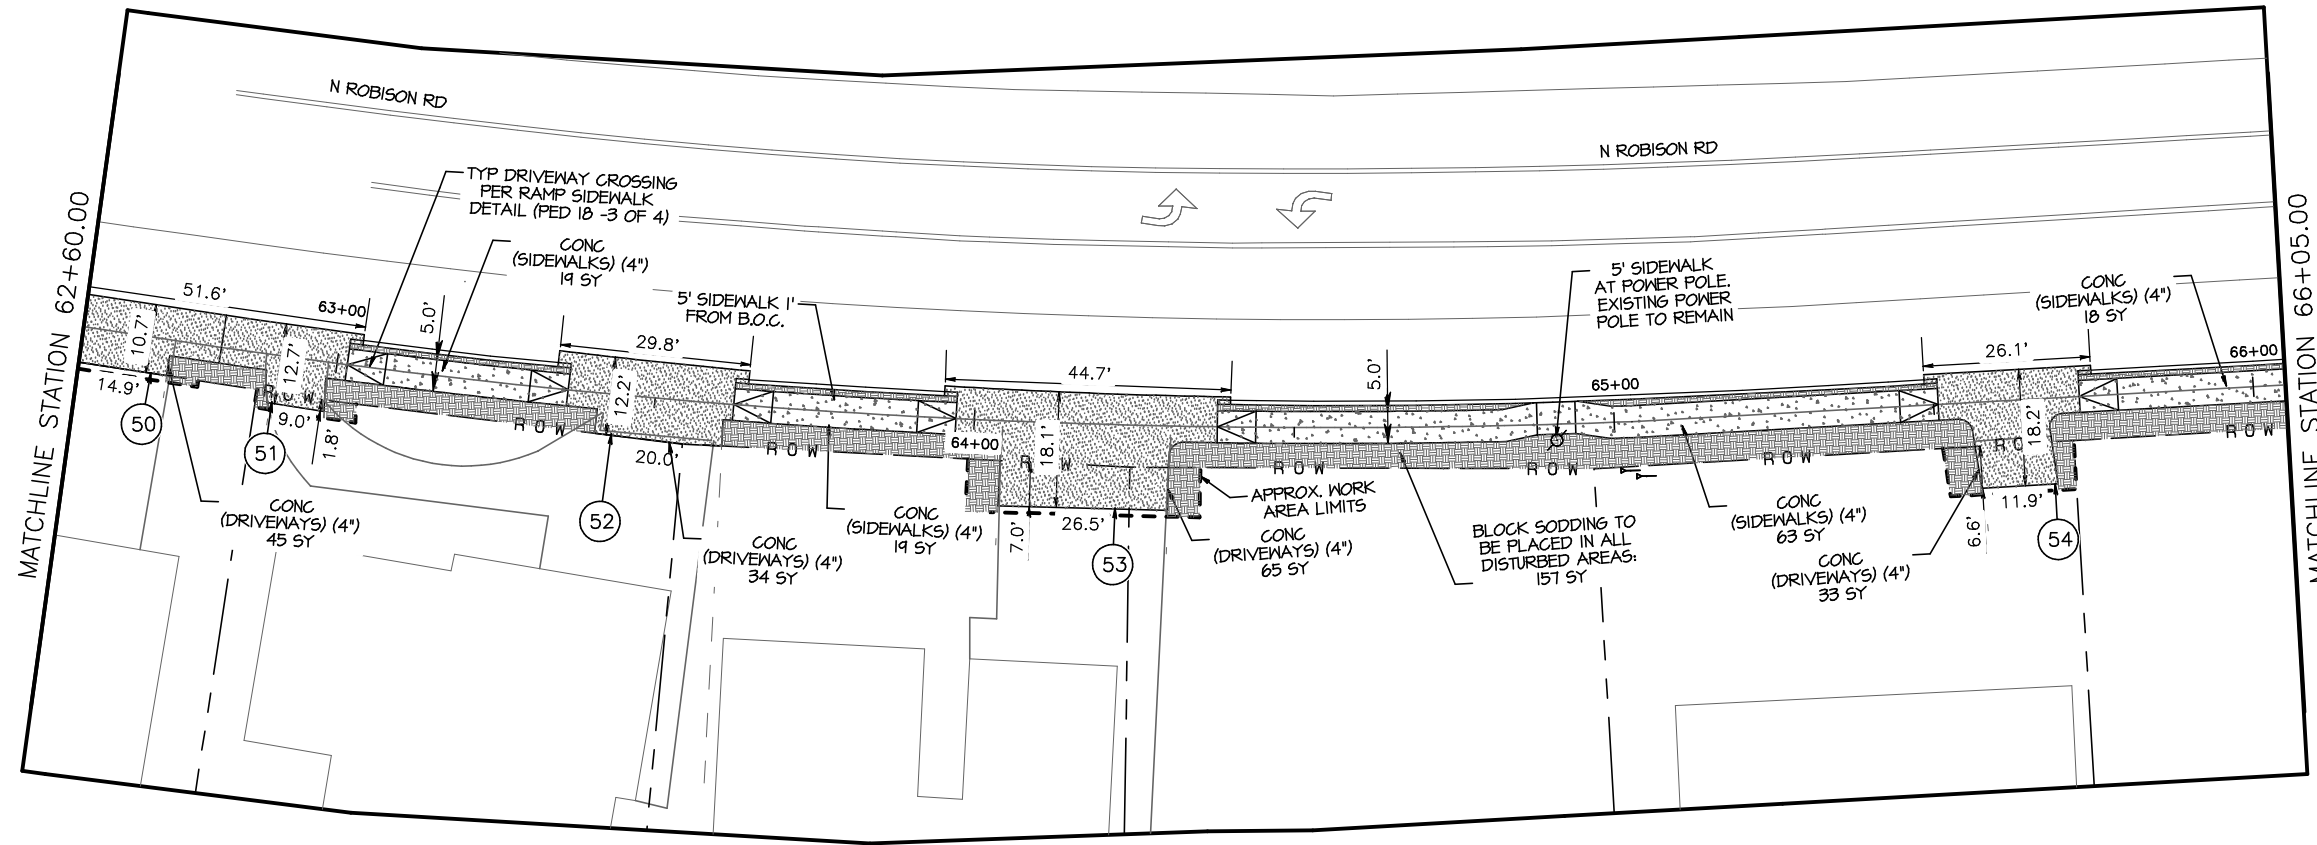 N ROBISON RD
N ROBISON RD
TYP DRIVEWAY CROSSING
PER RAMP SIDEWALK
DETAIL (PED 18 -3 OF 4)
CONC
(SIDEWALKS) (4")
19 SY
5' SIDEWALK 1'
FROM B.O.C.
5' SIDEWALK
AT POWER POLE.
EXISTING POWER
POLE TO REMAIN
CONC
(SIDEWALKS) (4")
18 SY
MATCHLINE STATION 62+60.00
MATCHLINE STATION 66+05.00
51.6'
63+00
5.0'
29.8'
44.7'
5.0'
65+00
26.1'
66+00
10.7'
12.7'
12.2'
64+00
18.1'
18.2'
14.9'
9.0'
1.8'
20.0'
7.0'
26.5'
6.6'
11.9'
ROW
ROW
ROW
ROW
ROW
ROW
ROW
ROW
50
51
52
53
54
CONC
(DRIVEWAYS) (4")
45 SY
CONC
(DRIVEWAYS) (4")
34 SY
CONC
(SIDEWALKS) (4")
19 SY
APPROX. WORK
AREA LIMITS
CONC
(DRIVEWAYS) (4")
65 SY
BLOCK SODDING TO
BE PLACED IN ALL
DISTURBED AREAS:
157 SY
CONC
(SIDEWALKS) (4")
63 SY
CONC
(DRIVEWAYS) (4")
33 SY